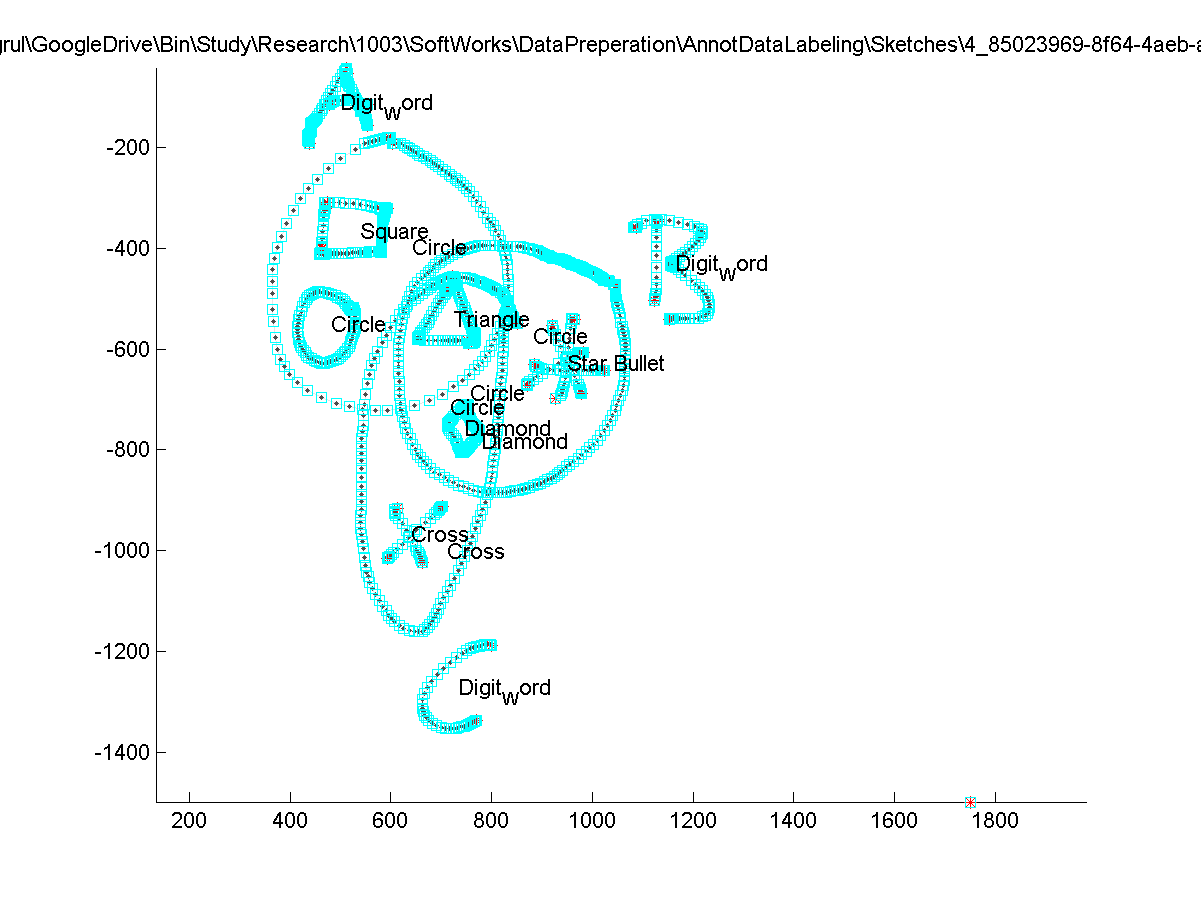 grul\GoogleDrive\Bin\Study\Research\1003\SoftWorks\DataPreperation\AnnotDataLabeling\Sketches\4_85023969-8f64-4aeb-a
A
Digitword
-200
Square
Circle
-400
B
Digitword
Circle
Triangle
Circle
-600
Star Bullet
Circle
Circle
Diamond
Diamond
-800
Cross
Cross
-1000
-1200
C
Digitword
-1400
200 400 600 800 1000 1200 1400 1600 1800